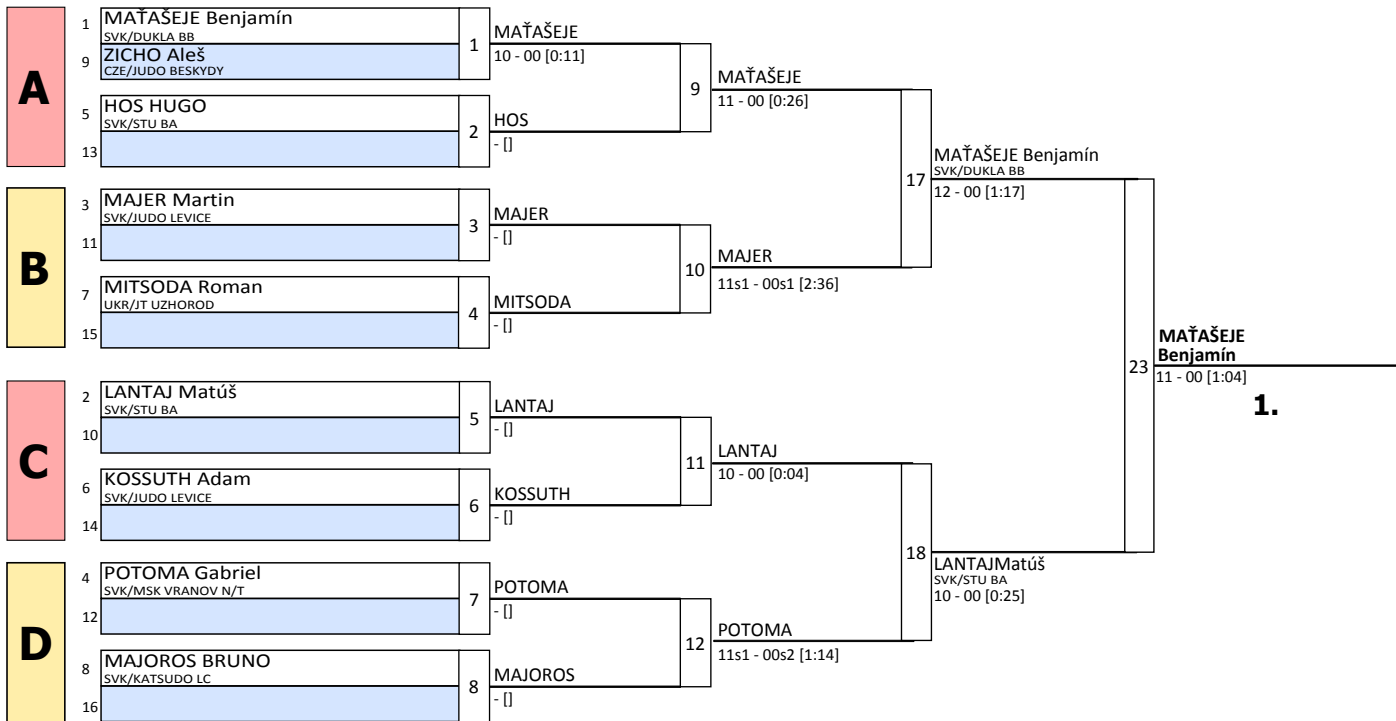 A
1
MAŤAŠEJE Benjamín
SVK/DUKLA BB
9
ZICHO Aleš
CZE/JUDO BESKYDY
1
MAŤAŠEJE
10 - 00 [0:11]
5
HOS HUGO
SVK/STU BA
13
2
HOS
- []
9
MAŤAŠEJE
11 - 00 [0:26]
B
3
MAJER Martin
SVK/JUDO LEVICE
11
3
MAJER
- []
7
MITSODA Roman
UKR/JT UZHOROD
15
4
MITSODA
- []
10
MAJER
11s1 - 00s1 [2:36]
17
MAŤAŠEJE Benjamín
SVK/DUKLA BB
12 - 00 [1:17]
C
2
LANTAJ Matúš
SVK/STU BA
10
5
LANTAJ
- []
6
KOSSUTH Adam
SVK/JUDO LEVICE
14
6
KOSSUTH
- []
11
LANTAJ
10 - 00 [0:04]
D
4
POTOMA Gabriel
SVK/MSK VRANOV N/T
12
7
POTOMA
- []
8
MAJOROS BRUNO
SVK/KATSUDO LC
16
8
MAJOROS
- []
12
POTOMA
11s1 - 00s2 [1:14]
18
LANTAJMatúš
SVK/STU BA
10 - 00 [0:25]
23
MAŤAŠEJE
Benjamín
11 - 00 [1:04]
1.